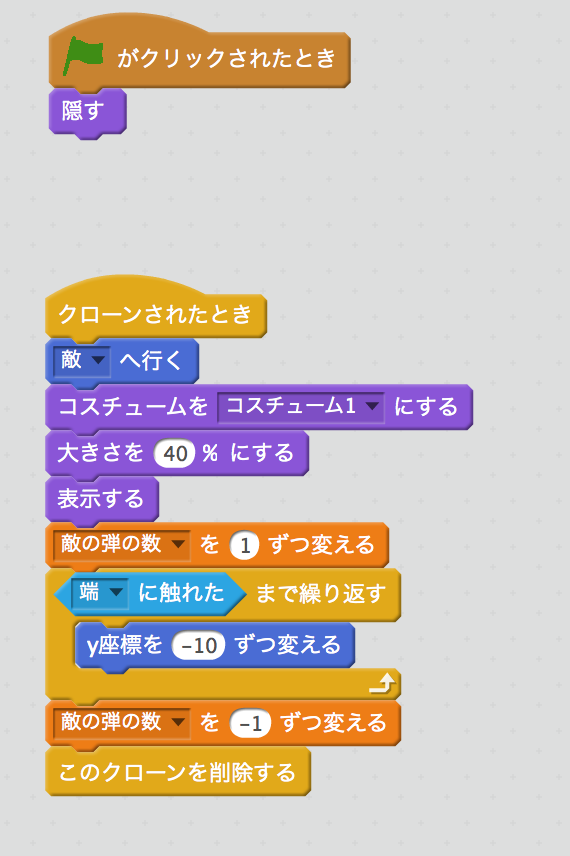 がクリックされたとき
隠す
クローンされたとき
敵 へ行く
コスチュームを コスチューム1 にする
大きさを 40 % にする
表示する
敵の弾の数 を 1 ずつ変える
端 に触れた まで繰り返す
y座標を -10 ずつ変える
敵の弾の数 を -1 ずつ変える
このクローンを削除する